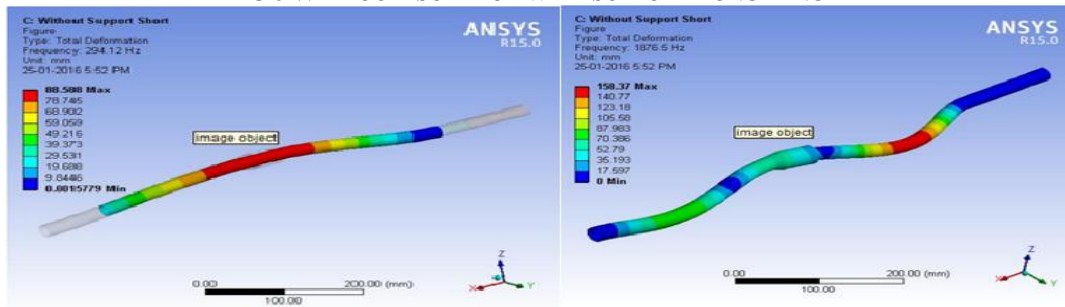 C: Without Support Short
Figure
Type: Total Deformation
Frequency: 294.12 Hz
Unit: mm
25-01-2016 5:52 PM
88.588 Max
78.745
68.902
59.059
49.216
39.373
29.531
19.688
9.8446
0.0015779 Min
ANSYS
R15.0
image object
0.00
200.00 (mm)
100.00
Z
X
Y
C: Without Support Short
Figure
Type: Total Deformation
Frequency: 1876.5 Hz
Unit: mm
25-01-2016 5:52 PM
158.37 Max
140.77
123.18
105.58
87.983
70.386
52.79
35.193
17.597
0 Min
ANSYS
R15.0
image object
0.00
200.00 (mm)
100.00
Z
X
Y